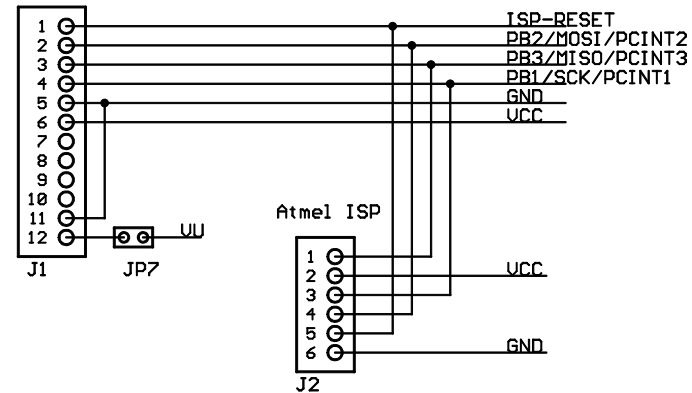 1 ISP-RESET
2 PB2/MOSI/PCINT2
3 PB3/MISO/PCINT3
4 PB1/SCK/PCINT1
5 GND
6 VCC
7
8
9
10
11
12 VU
J1 JP7
Atmel ISP
1
2 VCC
3
4
5
6 GND
J2